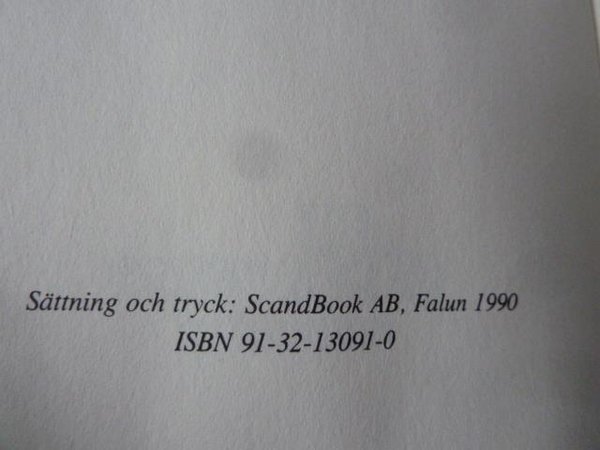 Sättning och tryck: ScandBook AB, Falun 1990
ISBN 91-32-13091-0